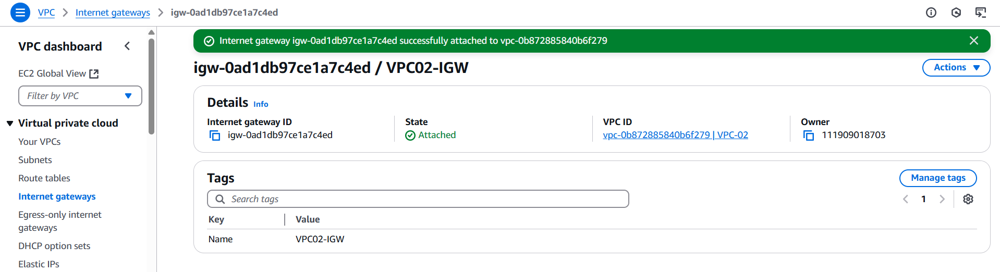 VPC > Internet gateways > igw-0ad1db97ce1a7c4ed
VPC dashboard
EC2 Global View
Filter by VPC
Virtual private cloud
Your VPCs
Subnets
Route tables
Internet gateways
Egress-only internet
gateways
DHCP option sets
Elastic IPs
Internet gateway igw-0ad1db97ce1a7c4ed successfully attached to vpc-0b872885840b6f279
igw-0ad1db97ce1a7c4ed / VPC02-IGW
Actions
Details Info
Internet gateway ID
igw-0ad1db97ce1a7c4ed
State
Attached
VPC ID
vpc-0b872885840b6f279 | VPC-02
Owner
111909018703
Tags
Manage tags
Search tags
1
Key Value
Name VPC02-IGW